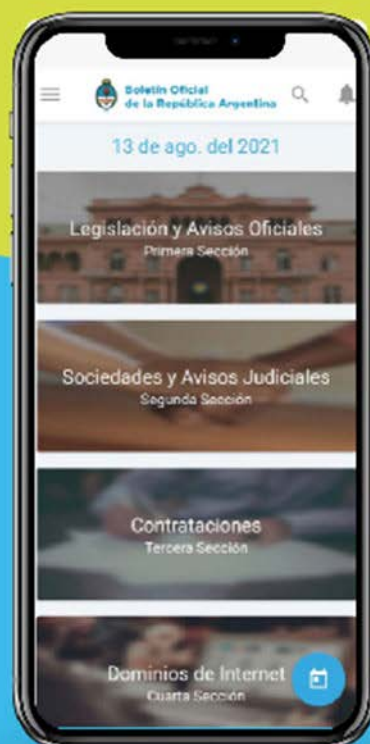 Boletín Oficial
de la República Argentina
13 de ago. del 2021
Legislación y Avisos Oficiales
Primera Sección
Sociedades y Avisos Judiciales
Segunda Sección
Contrataciones
Tercera Sección
Dominios de Internet
Cuarta Sección